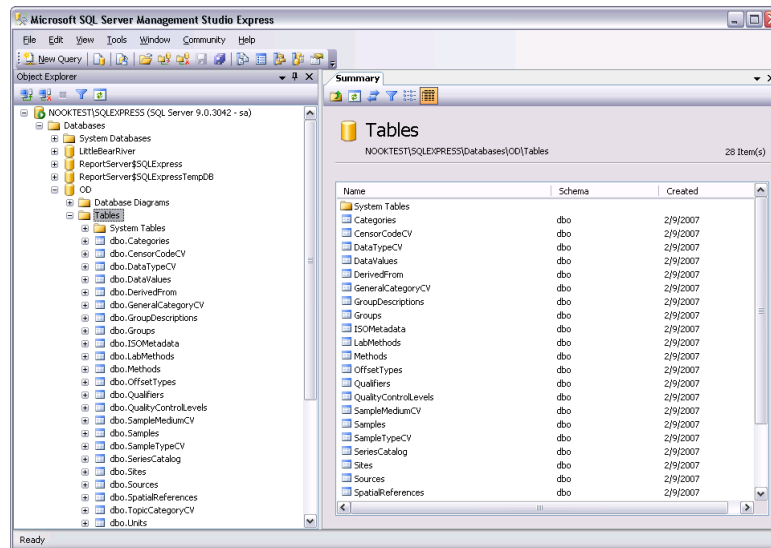 Microsoft SQL Server Management Studio Express
File Edit View Tools Window Community Help
New Query
Object Explorer
NOOKTEST\SQLEXPRESS (SQL Server 9.0.3042 - sa)
Databases
System Databases
LittleBearRiver
ReportServer$SQLExpress
ReportServer$SQLExpressTempDB
OD
Database Diagrams
Tables
System Tables
dbo.Categories
dbo.CensorCodeCV
dbo.DataTypeCV
dbo.DataValues
dbo.DerivedFrom
dbo.GeneralCategoryCV
dbo.GroupDescriptions
dbo.Groups
dbo.ISOMetadata
dbo.LabMethods
dbo.Methods
dbo.OffsetTypes
dbo.Qualifiers
dbo.QualityControlLevels
dbo.SampleMediumCV
dbo.Samples
dbo.SampleTypeCV
dbo.SeriesCatalog
dbo.Sites
dbo.Sources
dbo.SpatialReferences
dbo.TopicCategoryCV
dbo.Units
Summary
Tables
NOOKTEST\SQLEXPRESS\Databases\OD\Tables 28 Item(s)
Name Schema Created
System Tables
Categories dbo 2/9/2007
CensorCodeCV dbo 2/9/2007
DataTypeCV dbo 2/9/2007
DataValues dbo 2/9/2007
DerivedFrom dbo 2/9/2007
GeneralCategoryCV dbo 2/9/2007
GroupDescriptions dbo 2/9/2007
Groups dbo 2/9/2007
ISOMetadata dbo 2/9/2007
LabMethods dbo 2/9/2007
Methods dbo 2/9/2007
OffsetTypes dbo 2/9/2007
Qualifiers dbo 2/9/2007
QualityControlLevels dbo 2/9/2007
SampleMediumCV dbo 2/9/2007
Samples dbo 2/9/2007
SampleTypeCV dbo 2/9/2007
SeriesCatalog dbo 2/9/2007
Sites dbo 2/9/2007
Sources dbo 2/9/2007
SpatialReferences dbo 2/9/2007
Ready